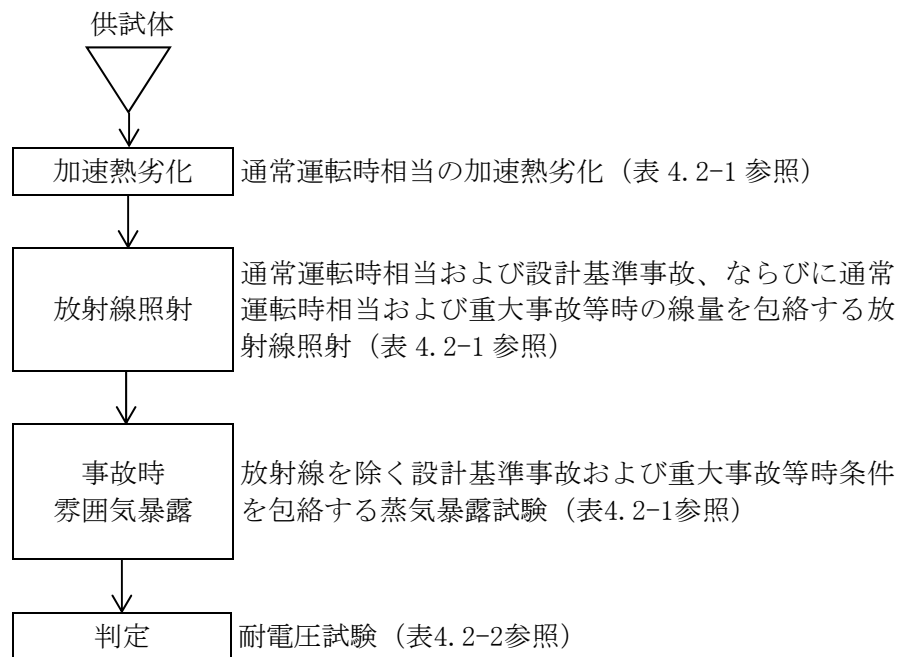 供試体
加速熱劣化
通常運転時相当の加速熱劣化（表 4.2-1 参照）
放射線照射
通常運転時相当および設計基準事故、ならびに通常
運転時相当および重大事故等時の線量を包絡する放
射線照射（表 4.2-1 参照）
事故時
雰囲気暴露
放射線を除く設計基準事故および重大事故等時条件
を包絡する蒸気暴露試験（表4.2-1参照）
判定
耐電圧試験（表4.2-2参照）